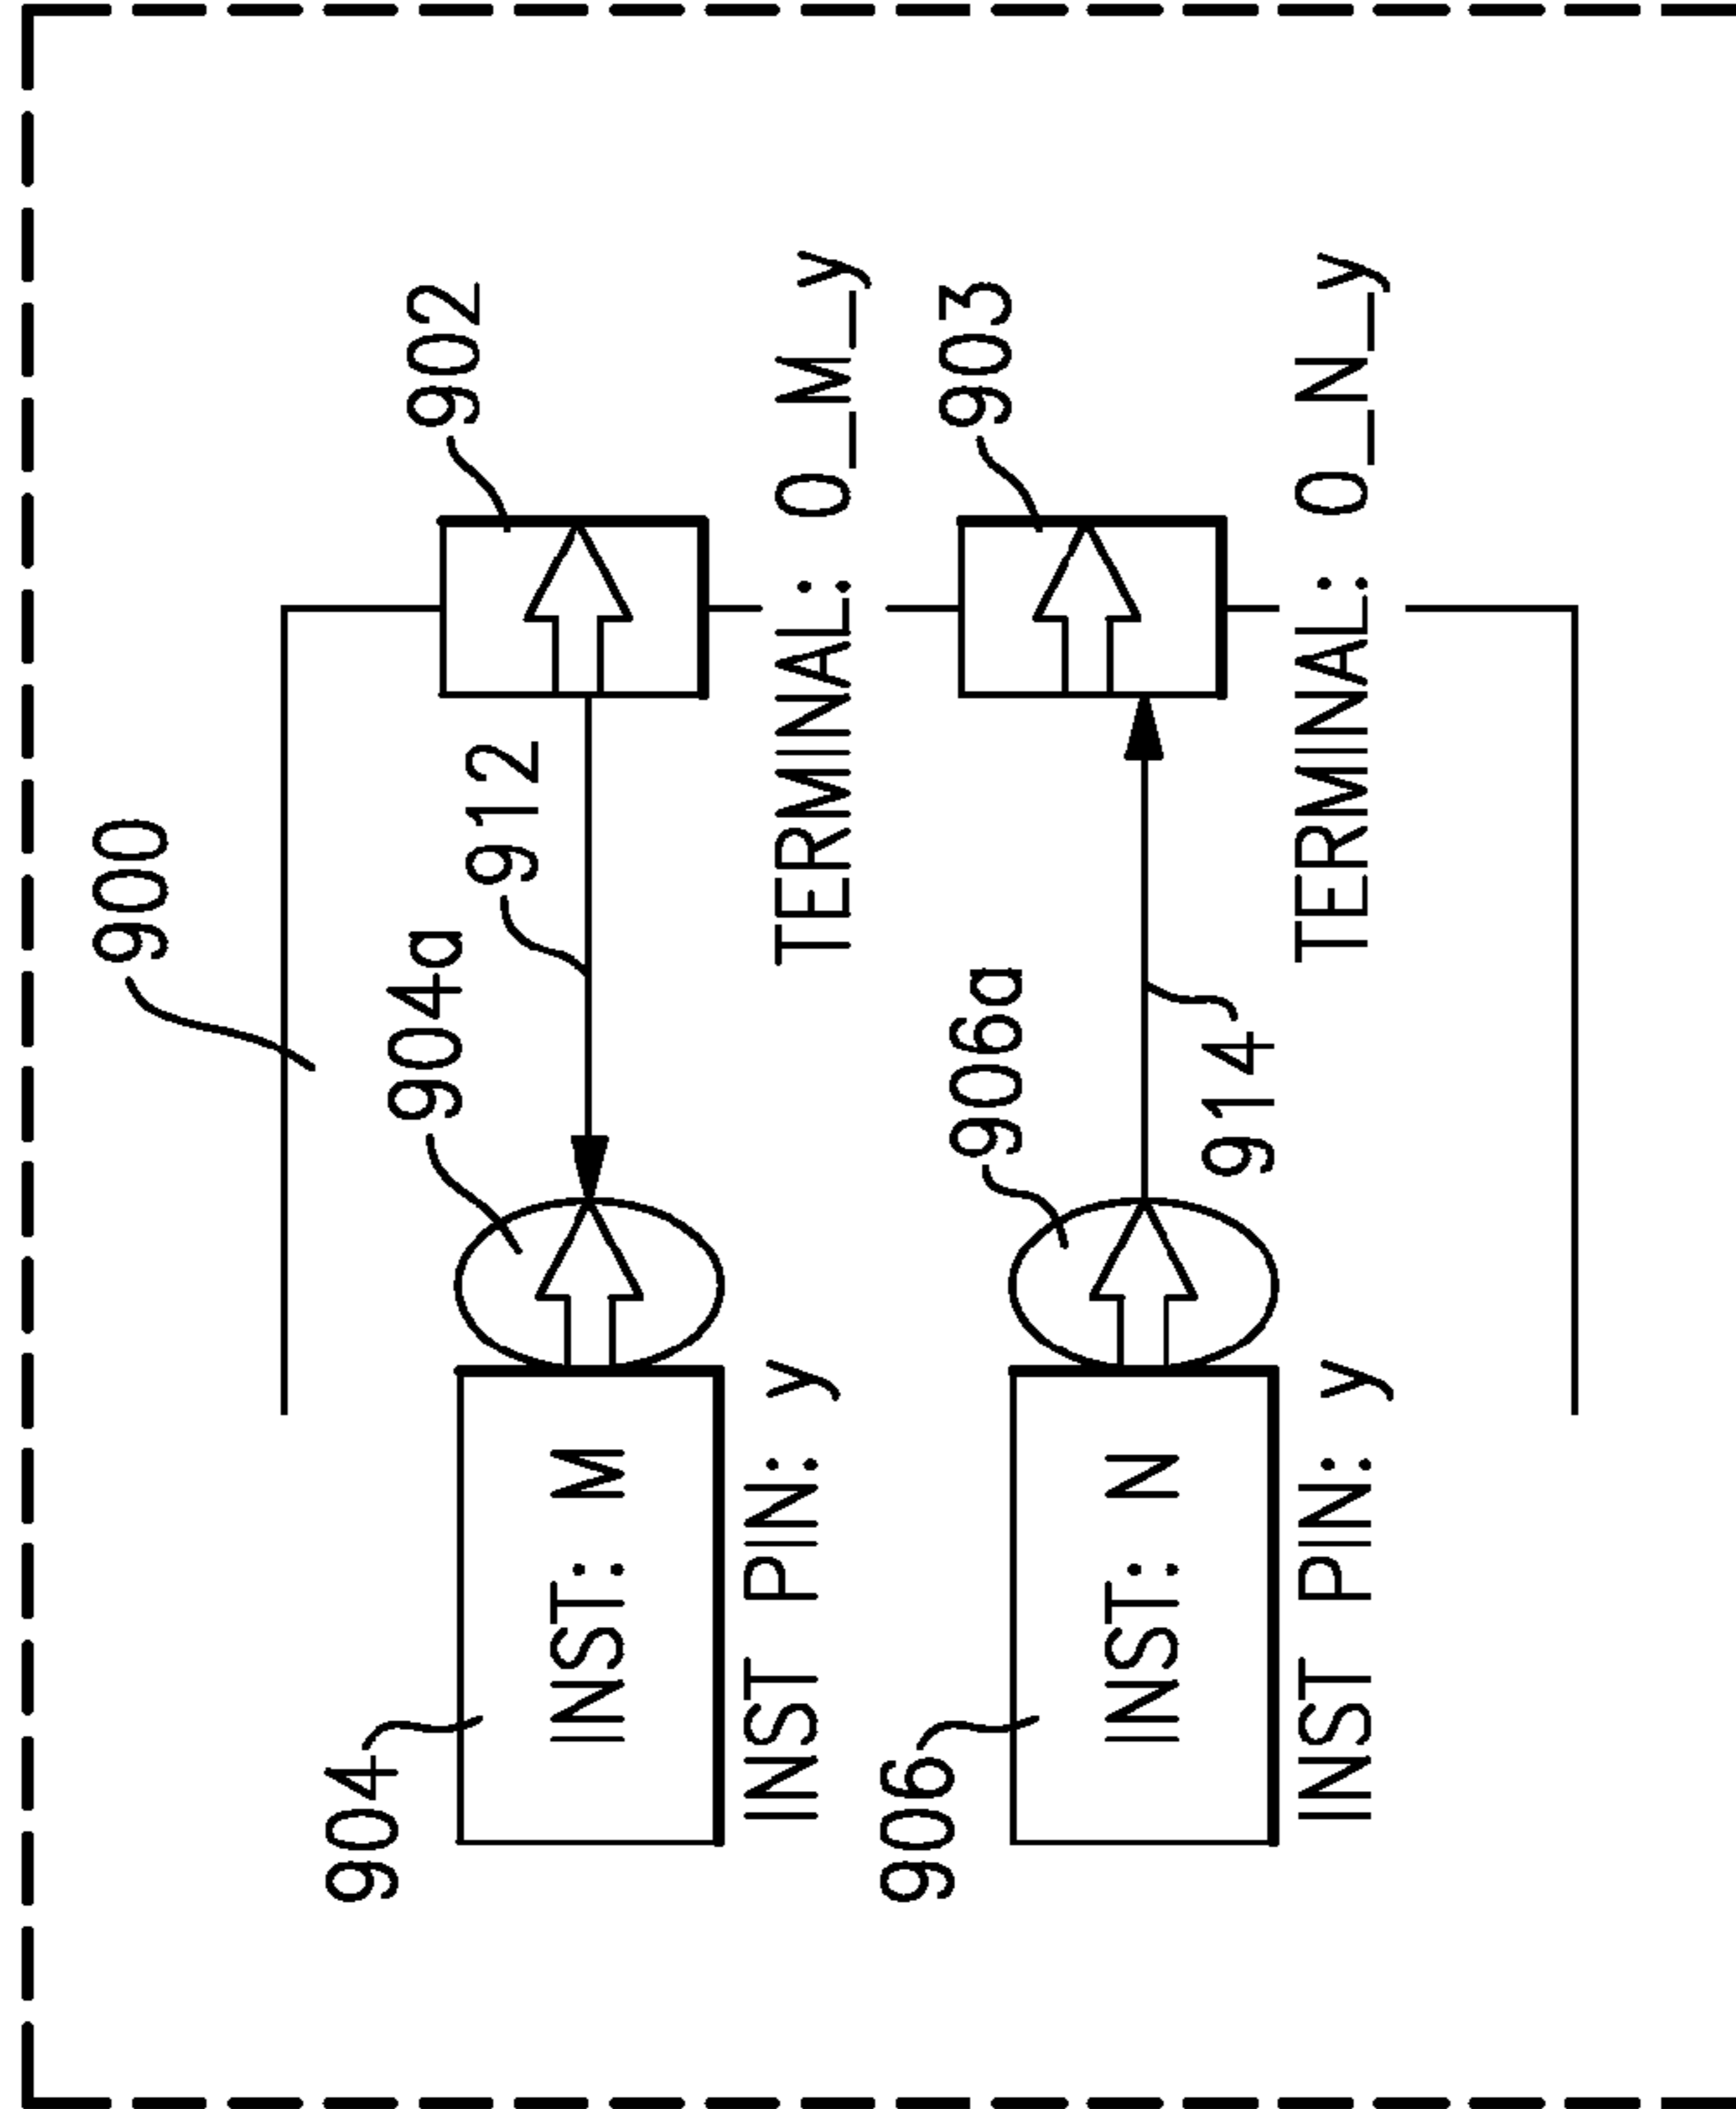 900
904
INST: M
INST PIN: y
904a
912
902
TERMINAL: O_M_y
906
INST: N
INST PIN: y
906a
914
903
TERMINAL: O_N_y